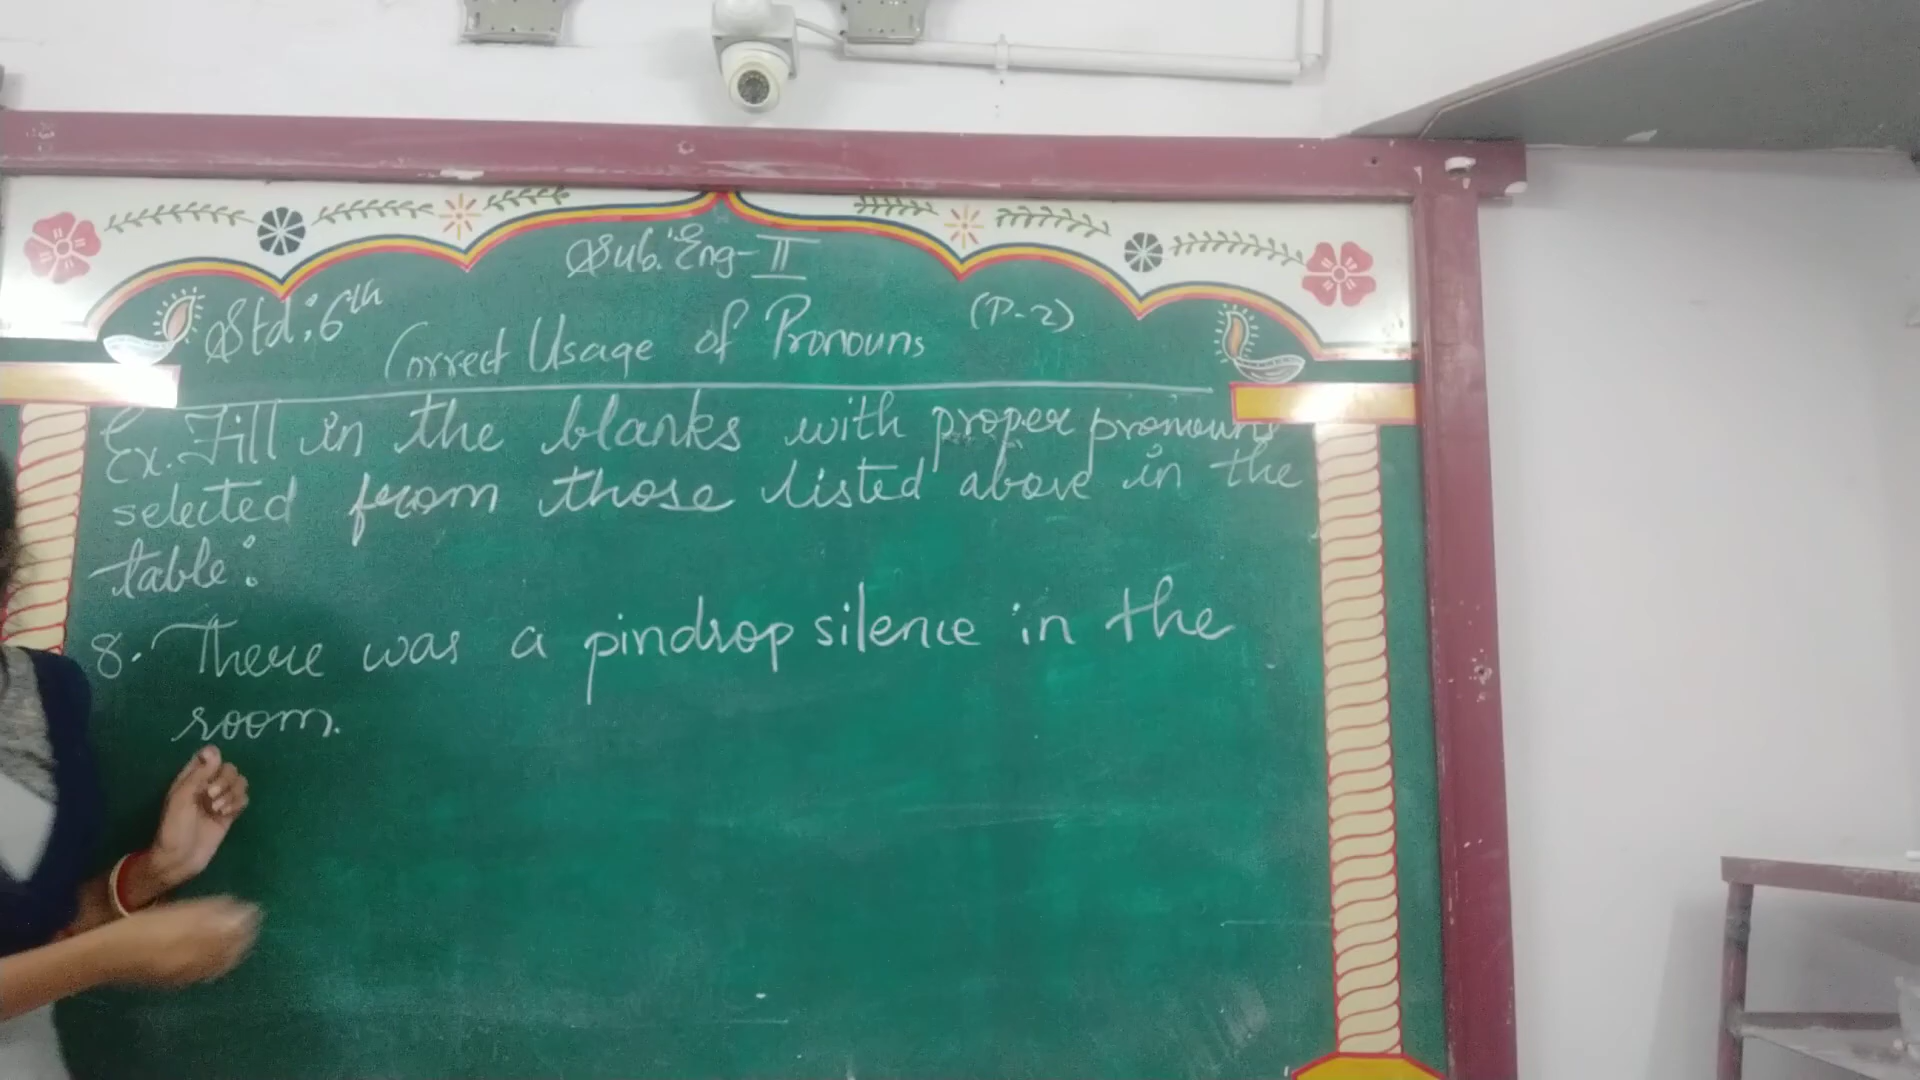 Sub: Eng-II
Std: 6th
Correct Usage of Pronouns (P-2)
Ex. Fill in the blanks with proper pronouns
selected from those listed above in the
table:
8. There was a pindrop silence in the
room.